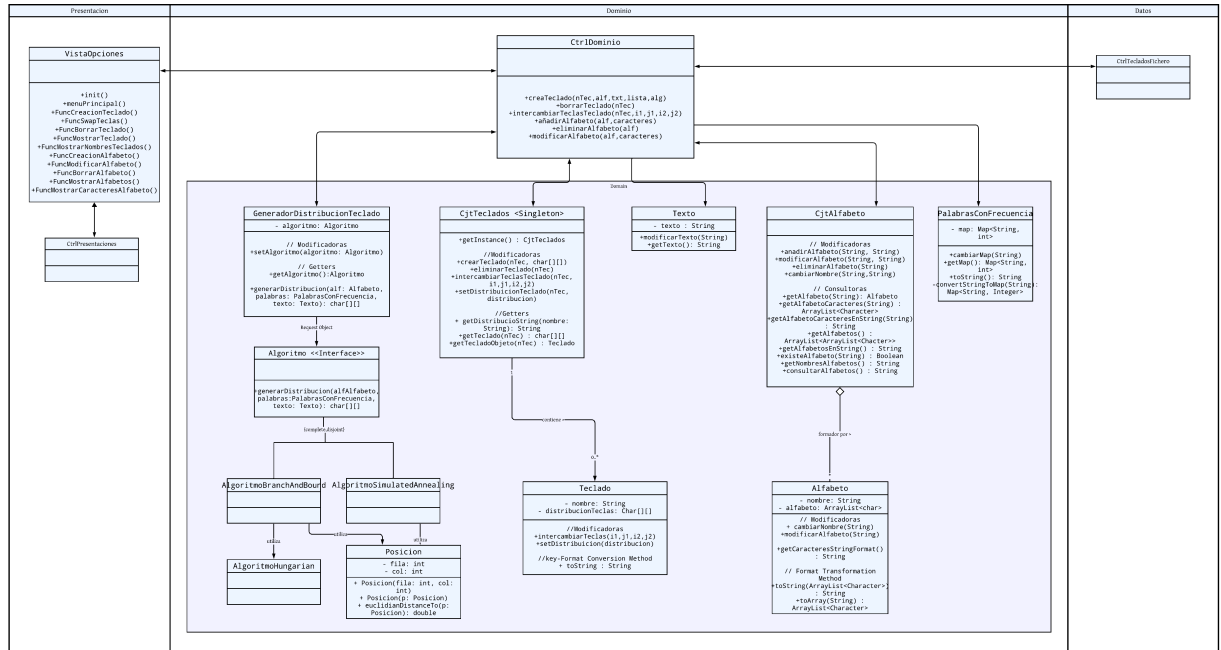 Presentacion
Dominio
Datos
VistaOpciones
+init()
+menuPrincipal()
+FuncCreacionTeclado()
+FuncSwapTeclas()
+FuncBorrarTeclado()
+FuncMostrarTeclado()
+FuncMostrarNombresTeclados()
+FuncCreacionAlfabeto()
+FuncModificarAlfabeto()
+FuncBorrarAlfabeto()
+FuncMostrarAlfabetos()
+FuncMostrarCaracteresAlfabeto()
CtrlPresentaciones
CtrlDominio
+creaTeclado(nTec,alf,txt,lista,alg)
+borrarTeclado(nTec)
+intercambiarTeclasTeclado(nTec,i1,j1,i2,j2)
+añadirAlfabeto(alf,caracteres)
+eliminarAlfabeto(alf)
+modificarAlfabeto(alf,caracteres)
CtrlTecladosFichero
Domain
GeneradorDistribucionTeclado
- algoritmo: Algoritmo
// Modificadoras
+setAlgoritmo(algoritmo: Algoritmo)
// Getters
+getAlgoritmo():Algoritmo
+generarDistribucion(alf: Alfabeto,
palabras: PalabrasConFrecuencia,
texto: Texto): char[][]
Request Object
Algoritmo <<Interface>>
+generarDistribucion(alfAlfabeto,
palabras:PalabrasConFrecuencia,
texto: Texto): char[][]
{complete,disjoint}
AlgoritmoBranchAndBound
AlgoritmoSimulatedAnnealing
utiliza
utiliza
utiliza
AlgoritmoHungarian
Posicion
- fila: int
- col: int
+ Posicion(fila: int, col:
int)
+ Posicion(p: Posicion)
+ euclidianDistanceTo(p:
Posicion): double
CjtTeclados <Singleton>
+getInstance() : CjtTeclados
//Modificadoras
+crearTeclado(nTec, char[][])
+eliminarTeclado(nTec)
+intercambiarTeclasTeclado(nTec,
i1,j1,i2,j2)
+setDistribuicionTeclado(nTec,
distribucion)
//Getters
+ getDistribucioString(nombre:
String): String
+getTeclado(nTec) : char[][]
+getTecladoObjeto(nTec) : Teclado
contiene >
0..*
Teclado
- nombre: String
- distribucionTeclas: Char[][]
//Modificadoras
+intercambiarTeclas(i1,j1,i2,j2)
+setDistribuicion(distribucion)
//key-Format Conversion Method
+ toString : String
Texto
- texto : String
+modificarTexto(String)
+getTexto(): String
CjtAlfabeto
// Modificadoras
+anadirAlfabeto(String, String)
+modificarAlfabeto(String, String)
+eliminarAlfabeto(String)
+cambiarNombre(String,String)
// Consultoras
+getAlfabeto(String): Alfabeto
+getAlfabetoCaracteres(String) :
ArrayList<Character>
+getAlfabetoCaracteresEnString(String)
: String
+getAlfabetos() :
ArrayList<ArrayList<Chacter>>
+getAlfabetosEnString() : String
+existeAlfabeto(String) : Boolean
+getNombresAlfabetos() : String
+consultarAlfabetos() : String
formador por >
*
Alfabeto
- nombre: String
- alfabeto: ArrayList<char>
// Modificadoras
+ cambiarNombre(String)
+modificarAlfabeto(String)
+getCaracteresStringFormat()
: String
// Format Transformation
Method
+toString(ArrayList<Character>)
: String
+toArray(String) :
ArrayList<Character>
PalabrasConFrecuencia
- map: Map<String,
int>
+cambiarMap(String)
+getMap(): Map<String,
int>
+toString(): String
-convertStringToMap(String):
Map<String, Integer>